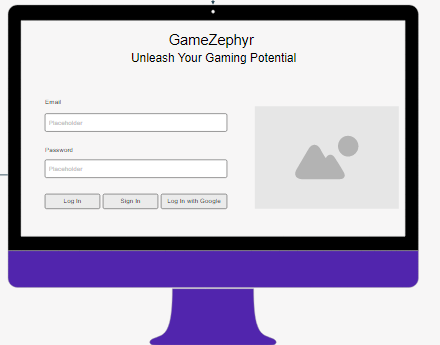 GameZephyr
Unleash Your Gaming Potential
Email
Placeholder
Password
Placeholder
Log In
Sign In
Log In with Google